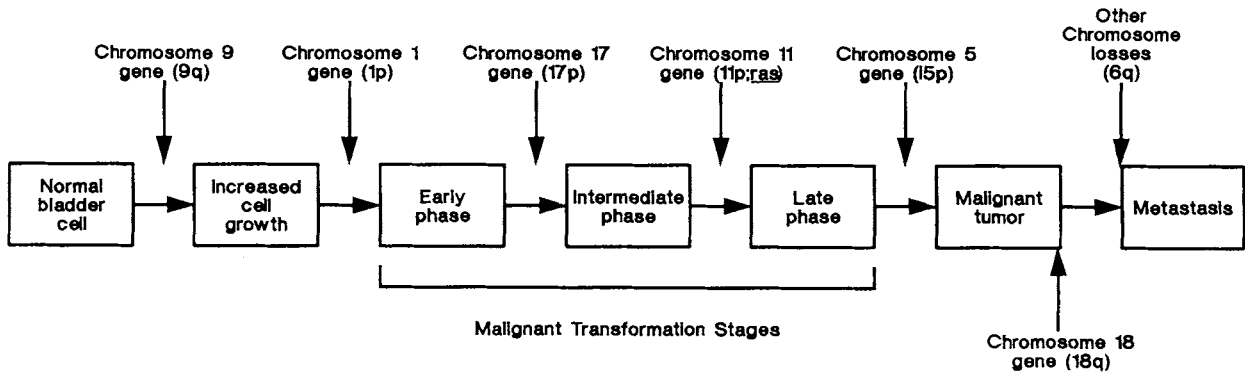 Chromosome 9
gene (9q)
Chromosome 1
gene (1p)
Chromosome 17
gene (17p)
Chromosome 11
gene (11p;ras)
Chromosome 5
gene (l5p)
Other
Chromosome
losses
(6q)
Normal
bladder
cell
Increased
cell
growth
Early
phase
Intermediate
phase
Late
phase
Malignant
tumor
Metastasis
Malignant Transformation Stages
Chromosome 18
gene (18q)